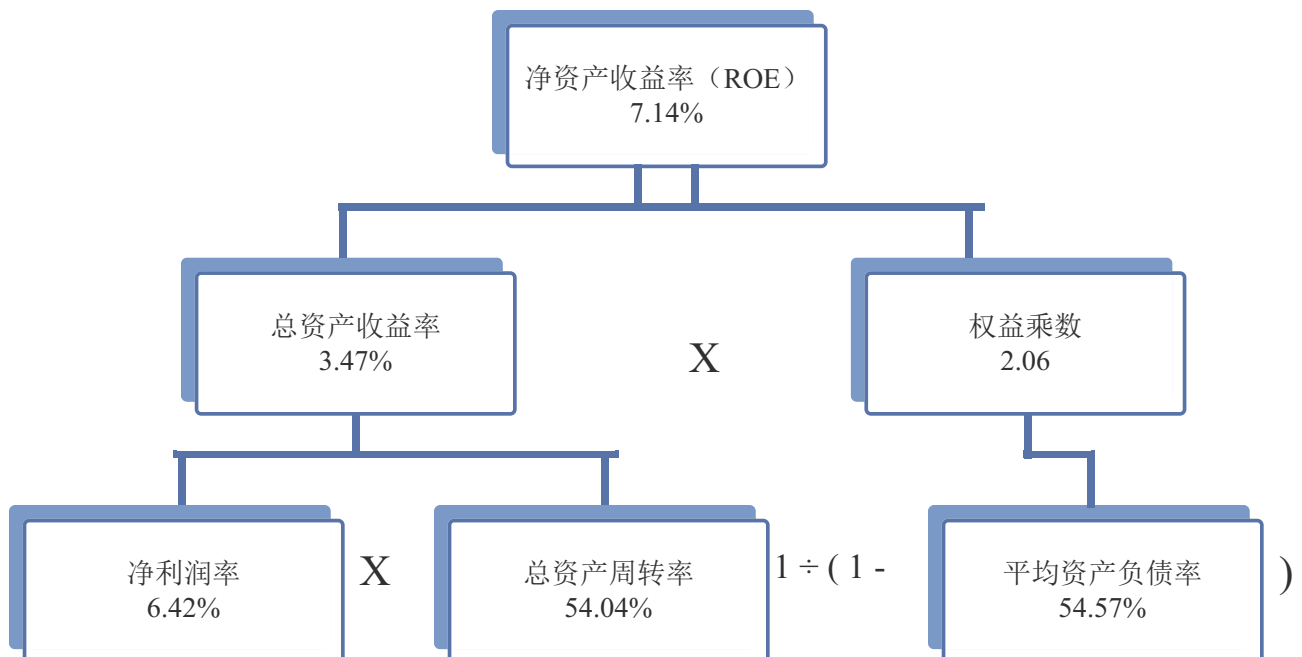 净资产收益率（ROE）
7.14%
总资产收益率
3.47%
X
权益乘数
2.06
净利润率
6.42%
X
总资产周转率
54.04%
1 ÷ ( 1 -
平均资产负债率
54.57%
)